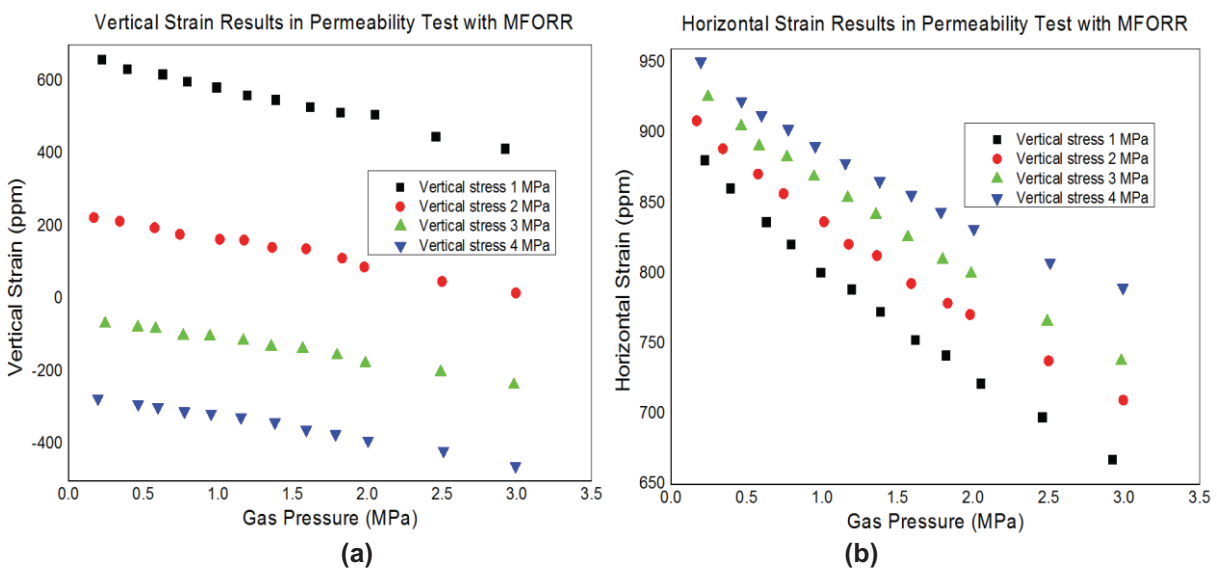 Vertical Strain Results in Permeability Test with MFORR
Vertical Strain (ppm)
600
400
200
0
-200
-400
Vertical stress 1 MPa
Vertical stress 2 MPa
Vertical stress 3 MPa
Vertical stress 4 MPa
0.0 0.5 1.0 1.5 2.0 2.5 3.0 3.5
Gas Pressure (MPa)
(a)
Horizontal Strain Results in Permeability Test with MFORR
Horizontal Strain (ppm)
950
900
850
800
750
700
650
Vertical stress 1 MPa
Vertical stress 2 MPa
Vertical stress 3 MPa
Vertical stress 4 MPa
0.0 0.5 1.0 1.5 2.0 2.5 3.0 3.5
Gas Pressure (MPa)
(b)